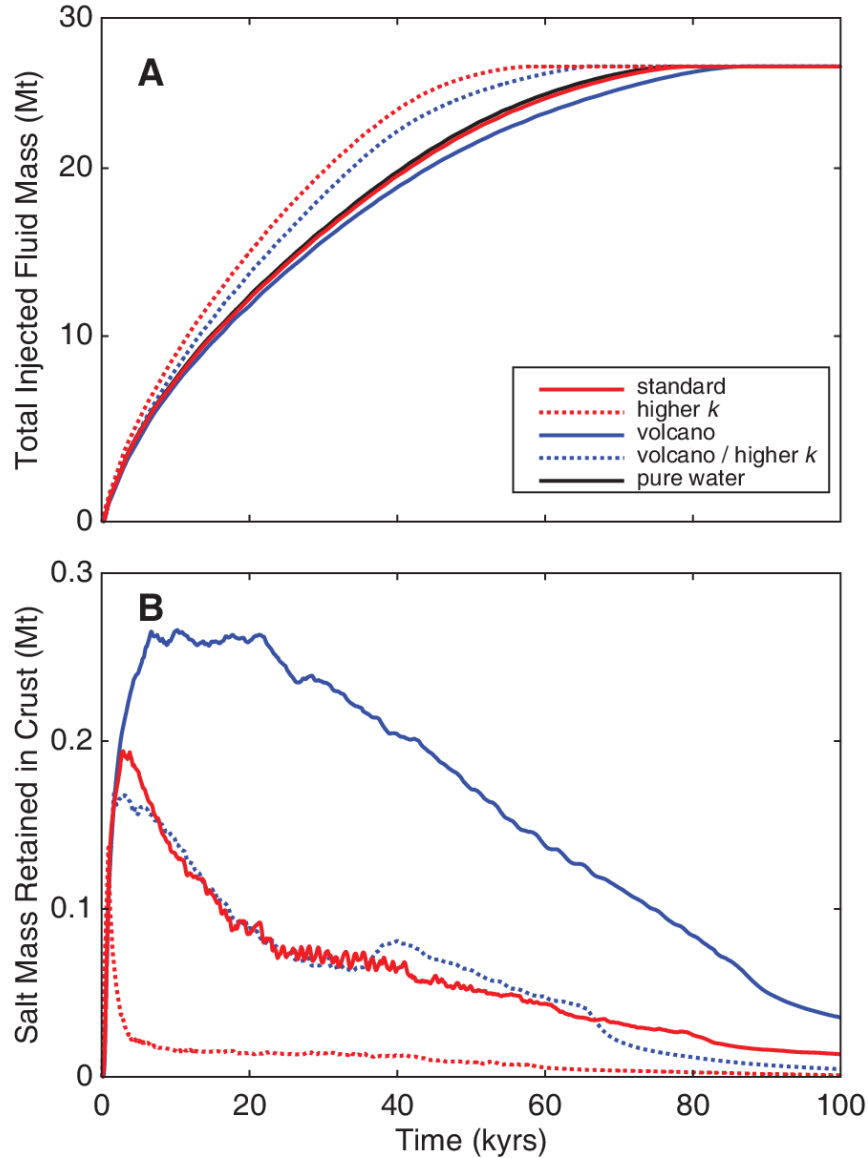 30
A
20
10
0
Total Injected Fluid Mass (Mt)
standard
higher k
volcano
volcano / higher k
pure water
0.3
B
0.2
0.1
0
Salt Mass Retained in Crust (Mt)
0 20 40 60 80 100
Time (kyrs)